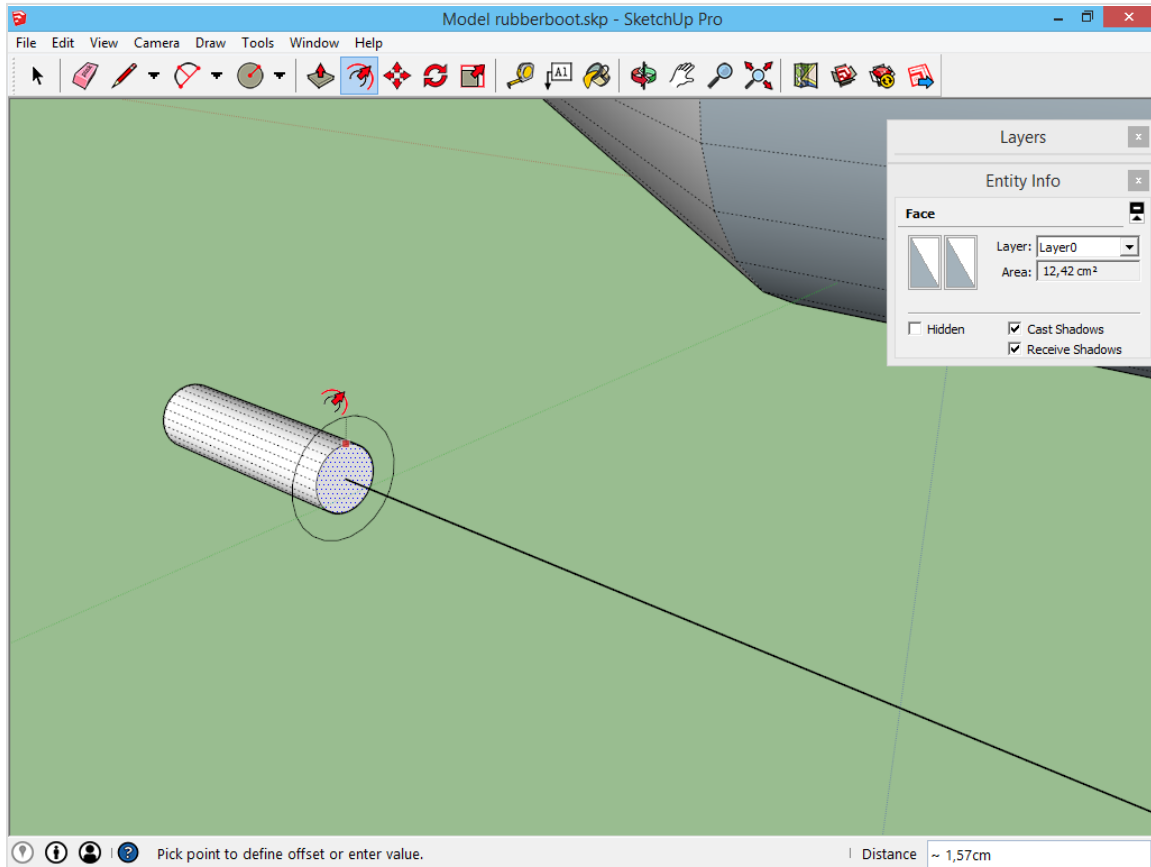 Model rubberboot.skp - SketchUp Pro
File Edit View Camera Draw Tools Window Help
A1
Layers
Entity Info
Face
Layer: Layer0
Area: 12,42 cm²
Hidden Cast Shadows
Receive Shadows
Pick point to define offset or enter value. Distance ~ 1,57cm